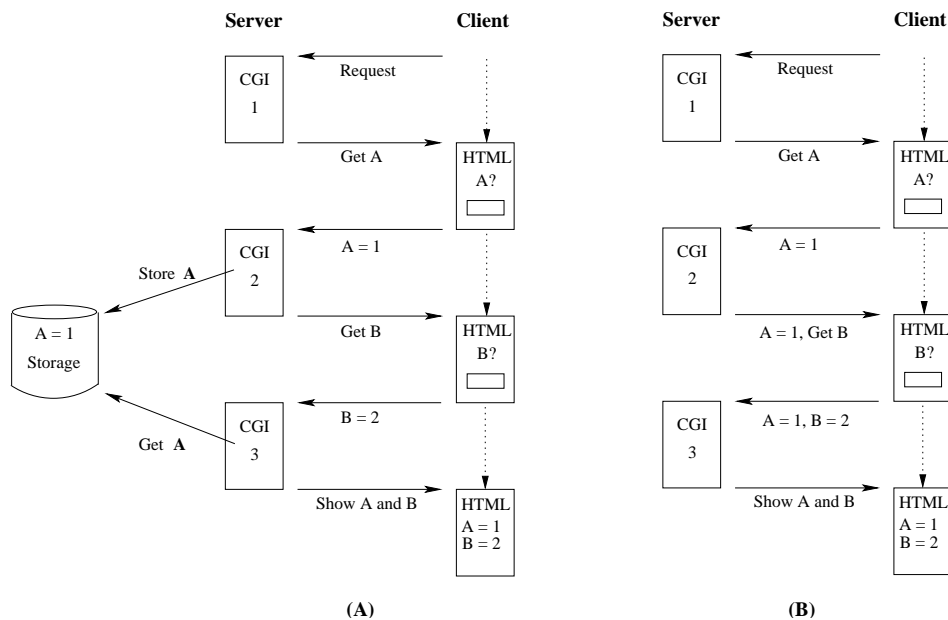 Server
Client
CGI
1
Request
Get A
HTML
A?
CGI
2
A = 1
Store A
Get B
A = 1
Storage
HTML
B?
CGI
3
B = 2
Get A
Show A and B
HTML
A = 1
B = 2
(A)
Server
Client
CGI
1
Request
Get A
HTML
A?
CGI
2
A = 1
A = 1, Get B
HTML
B?
CGI
3
A = 1, B = 2
Show A and B
HTML
A = 1
B = 2
(B)